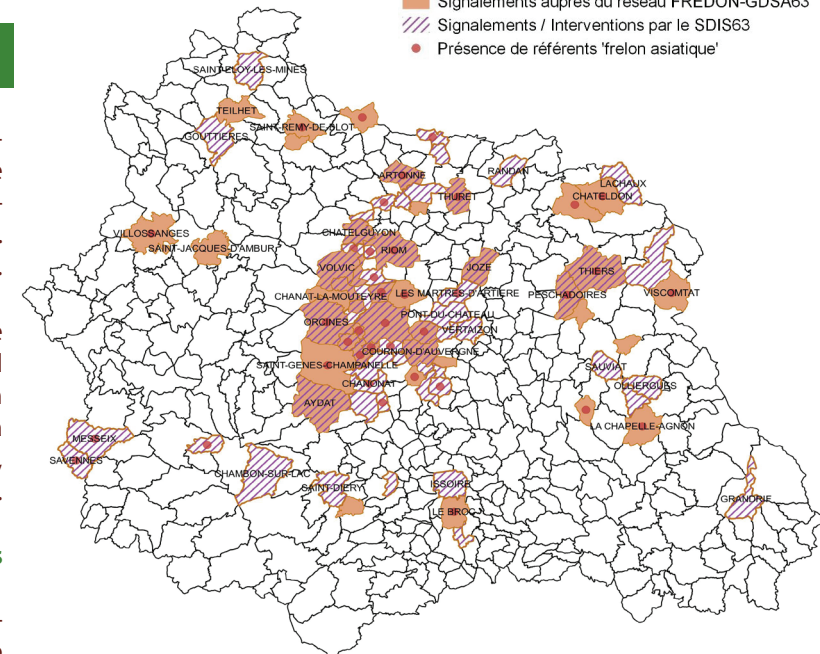 Signalements auprès du réseau FREDON-GDSA63
Signalements / Interventions par le SDIS63
Présence de référents 'frelon asiatique'
SAINT-ELOY-LES-MINES
TEILHET
SAINT-REMY-DE-BLOT
GOUTTIERES
ARTONNE
RANDAN
LACHAUX
THURET
CHATELDON
VILLOSSANGES
CHATELGUYON
SAINT-JACQUES-D'AMBUR
RIOM
VOLVIC
JOZE
THIERS
CHANAT-LA-MOUTEYRE
LES MARTRES-D'ARTIERE
PESCHADOIRES
VISCOMTAT
PONT-DU-CHATEAU
ORCINES
VERTAIZON
COURNON-D'AUVERGNE
SAINT-GENES-CHAMPANELLE
SAUVIAT
CHANONAT
OLLIERGUES
AYDAT
LA CHAPELLE-AGNON
MESSEIX
SAVENNES
CHAMBON-SUR-LAC
ISSOIRE
SAINT-DIERY
GRANDRIF
LE BROC